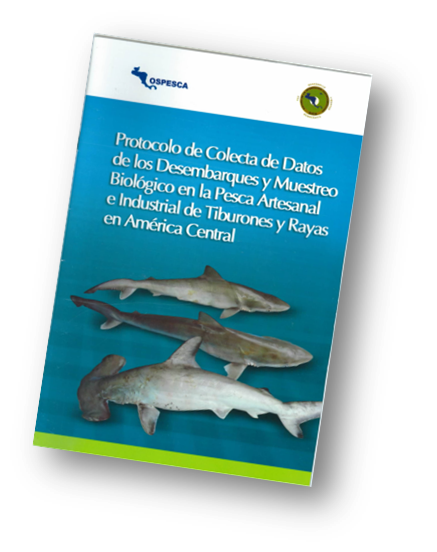 OSPESCA
Protocolo de Colecta de Datos
de los Desembarques y Muestreo
Biológico en la Pesca Artesanal
e Industrial de Tiburones y Rayas
en América Central